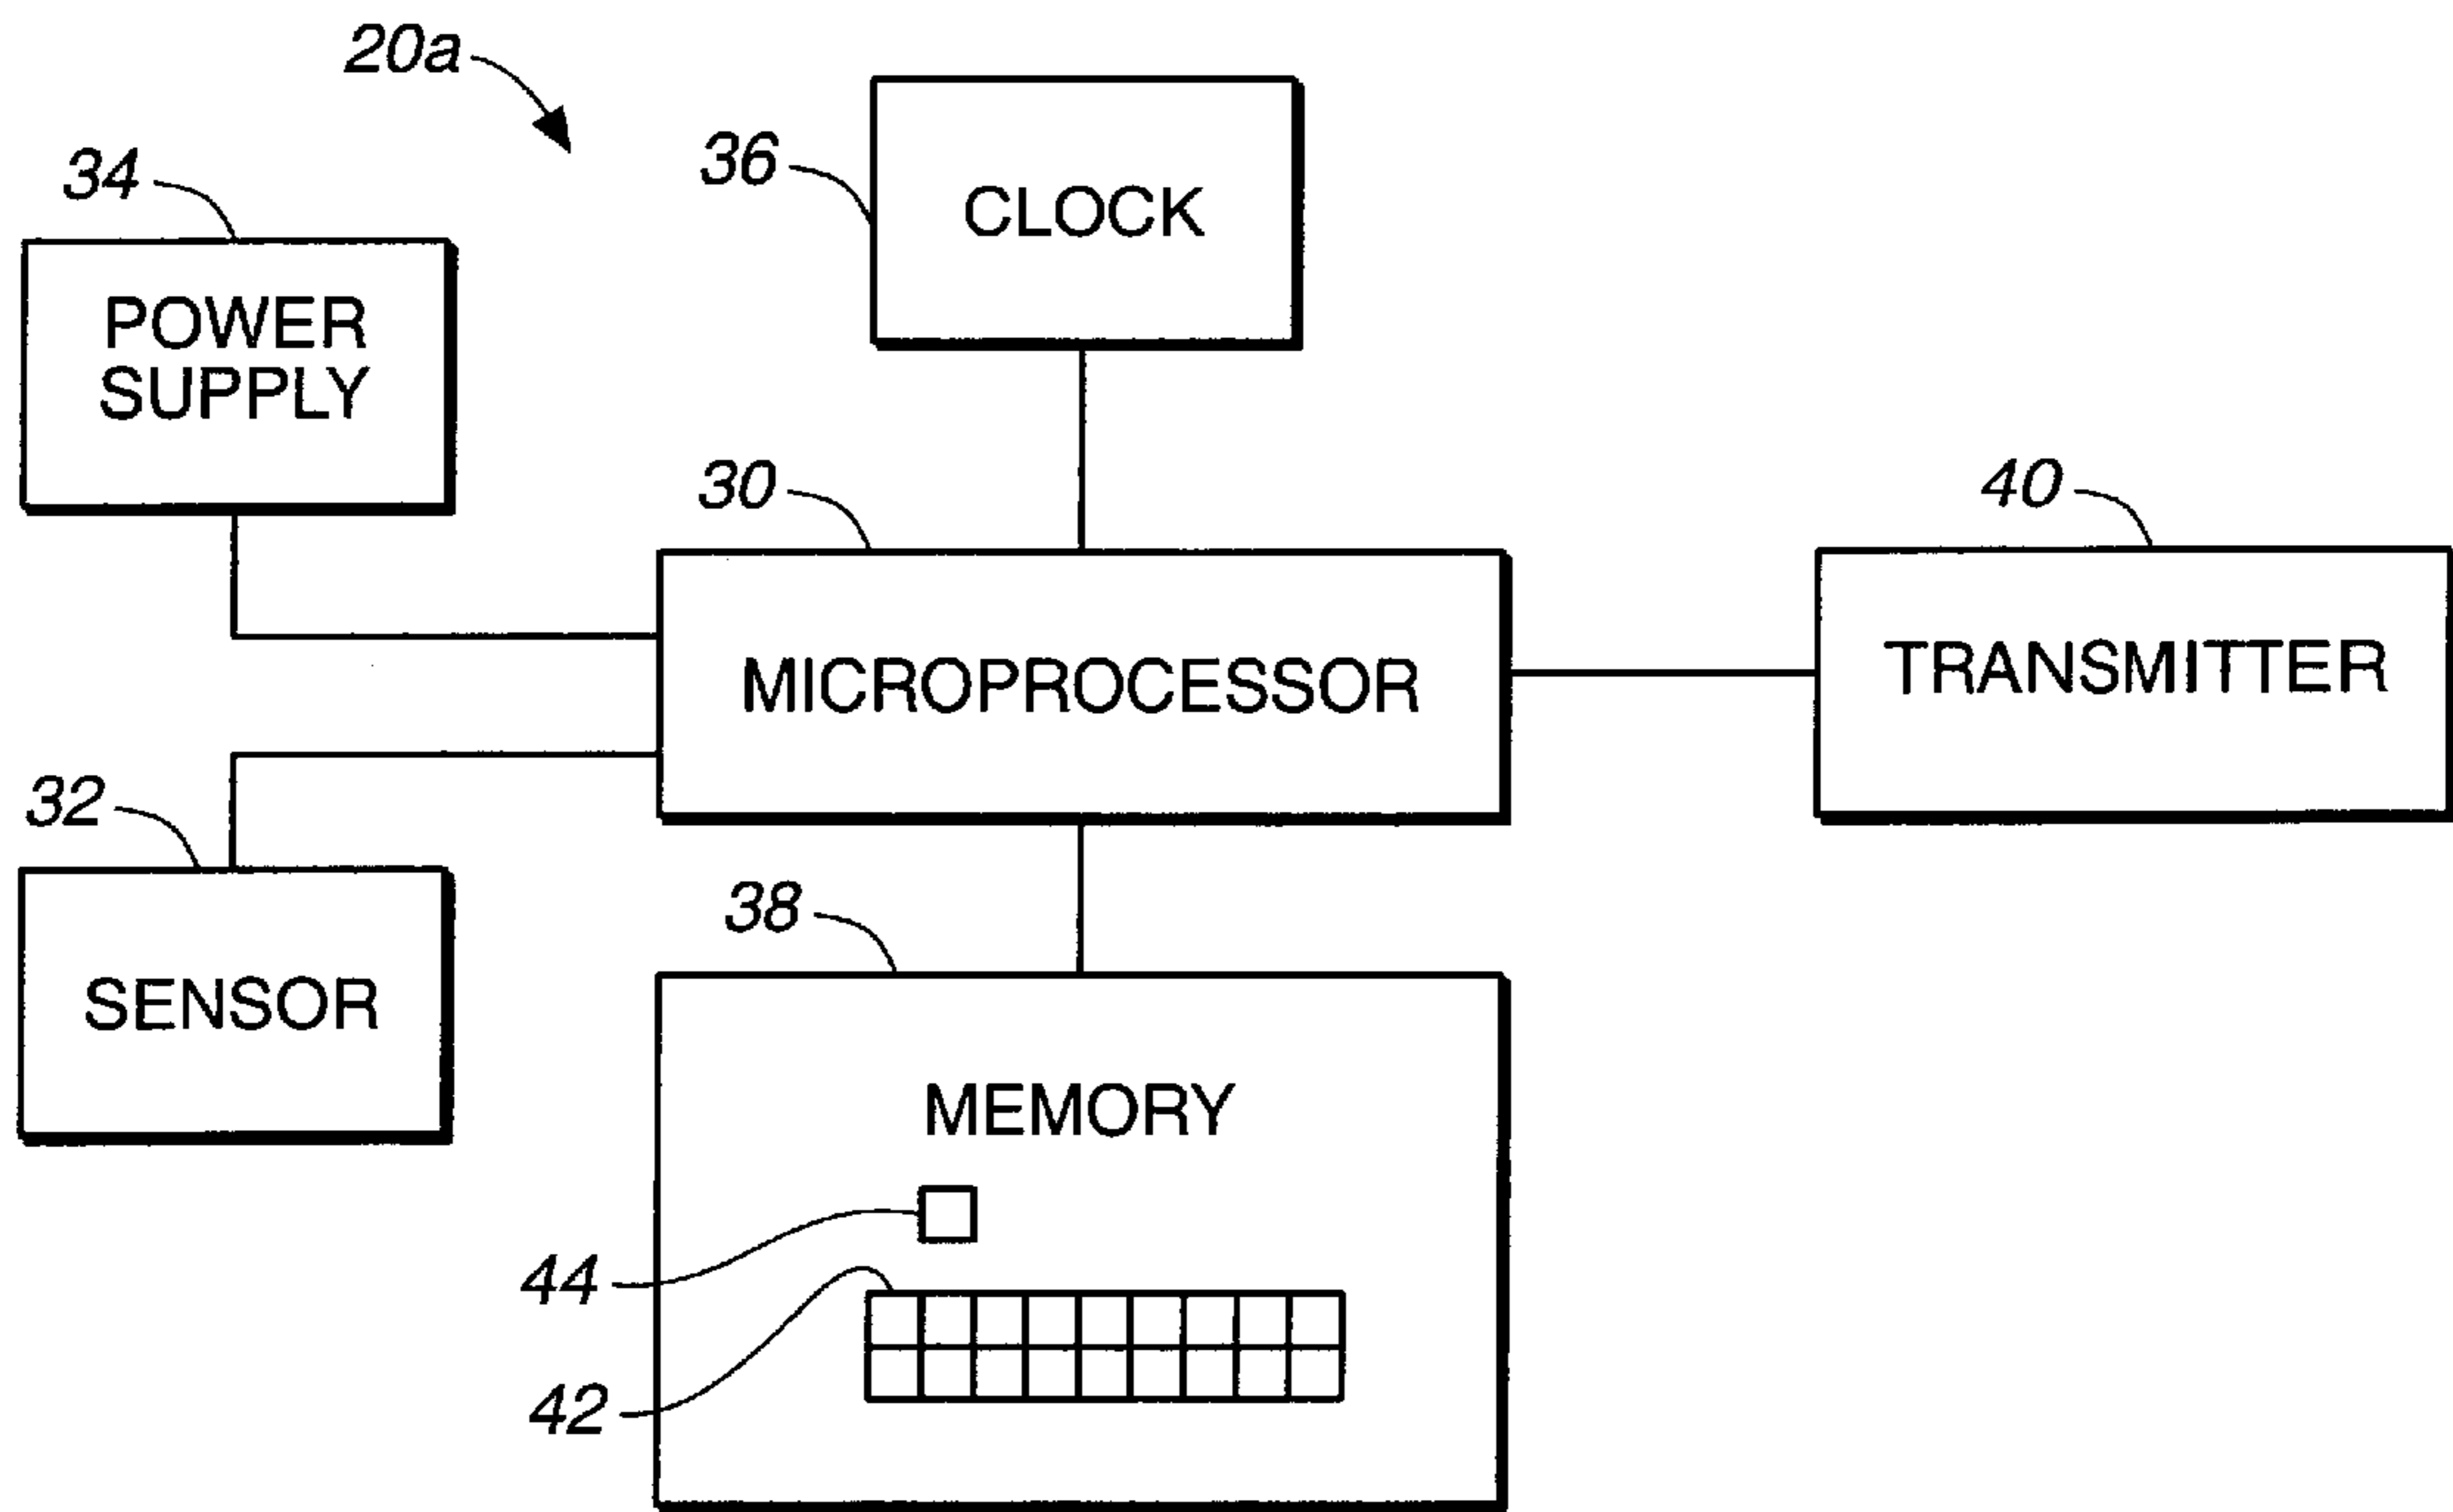 20a
34
36
CLOCK
POWER
SUPPLY
30
40
MICROPROCESSOR
TRANSMITTER
32
38
SENSOR
MEMORY
44
42